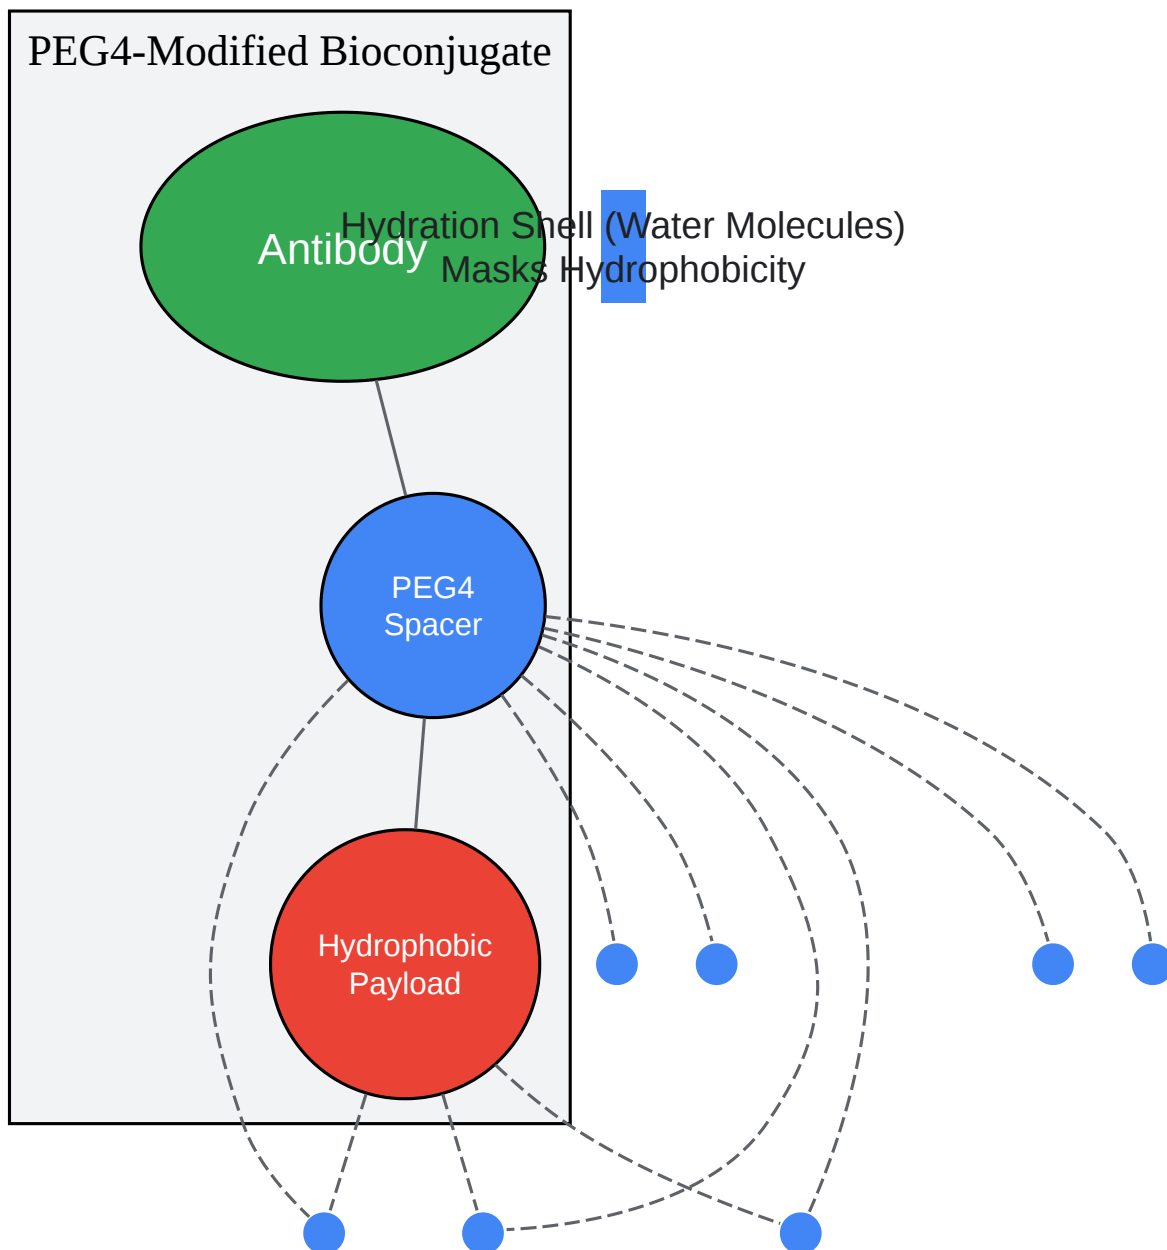 PEG4-Modified Bioconjugate
Hydration Shell (Water Molecules)
Masks Hydrophobicity
Antibody
PEG4
Spacer
Hydrophobic
Payload